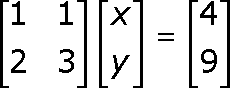 [1 1] [x] = [4]
[2 3] [y] [9]